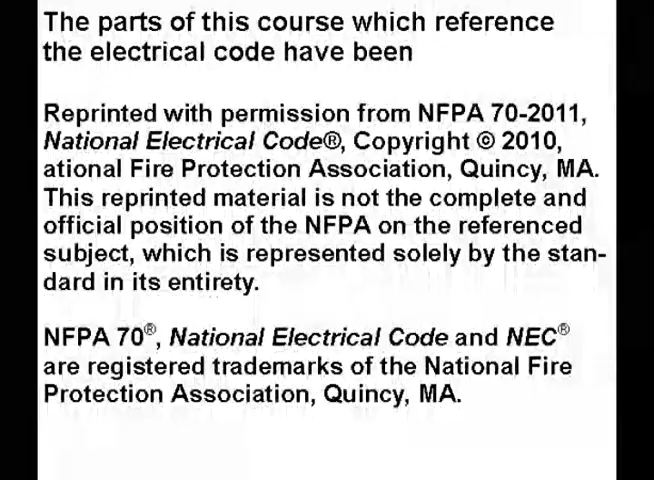 The parts of this course which reference
the electrical code have been
Reprinted with permission from NFPA 70-2011,
National Electrical Code®, Copyright © 2010,
ational Fire Protection Association, Quincy, MA.
This reprinted material is not the complete and
official position of the NFPA on the referenced
subject, which is represented solely by the stan-
dard in its entirety.
NFPA 70®, National Electrical Code and NEC®
are registered trademarks of the National Fire
Protection Association, Quincy, MA.